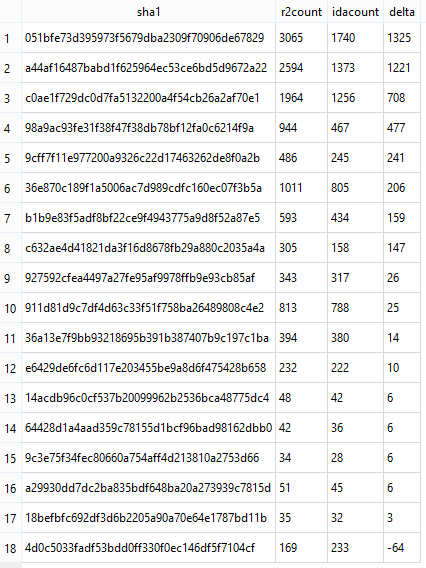 sha1 r2count idacount delta
1 051bfe73d395973f5679dba2309f70906de67829 3065 1740 1325
2 a44af16487babd1f625964ec53ce6bd5d9672a22 2594 1373 1221
3 c0ae1f729dc0d7fa5132200a4f54cb26a2af70e1 1964 1256 708
4 98a9ac93fe31f38f47f38db78bf12fa0c6214f9a 944 467 477
5 9cff7f11e977200a9326c22d17463262de8f0a2b 486 245 241
6 36e870c189f1a5006ac7d989cdfc160ec07f3b5a 1011 805 206
7 b1b9e83f5adf8bf22ce9f4943775a9d8f52a87e5 593 434 159
8 c632ae4d41821da3f16d8678fb29a880c2035a4a 305 158 147
9 927592cfea4497a27fe95af9978ffb9e93cb85af 343 317 26
10 911d81d9c7df4d63c33f51f758ba26489808c4e2 813 788 25
11 36a13e7f9bb93218695b391b387407b9c197c1ba 394 380 14
12 e6429de6fc6d117e203455be9a8d6f475428b658 232 222 10
13 14acdb96c0cf537b20099962b2536bca48775dc4 48 42 6
14 64428d1a4aad359c78155d1bcf96bad98162dbb0 42 36 6
15 9c3e75f34fec80660a754aff4d213810a2753d66 34 28 6
16 a29930dd7dc2ba835bdf648ba20a273939c7815d 51 45 6
17 18befbfc692df3d6b2205a90a70e64e1787bd11b 35 32 3
18 4d0c5033fadf53bdd0ff330f0ec146df5f7104cf 169 233 -64